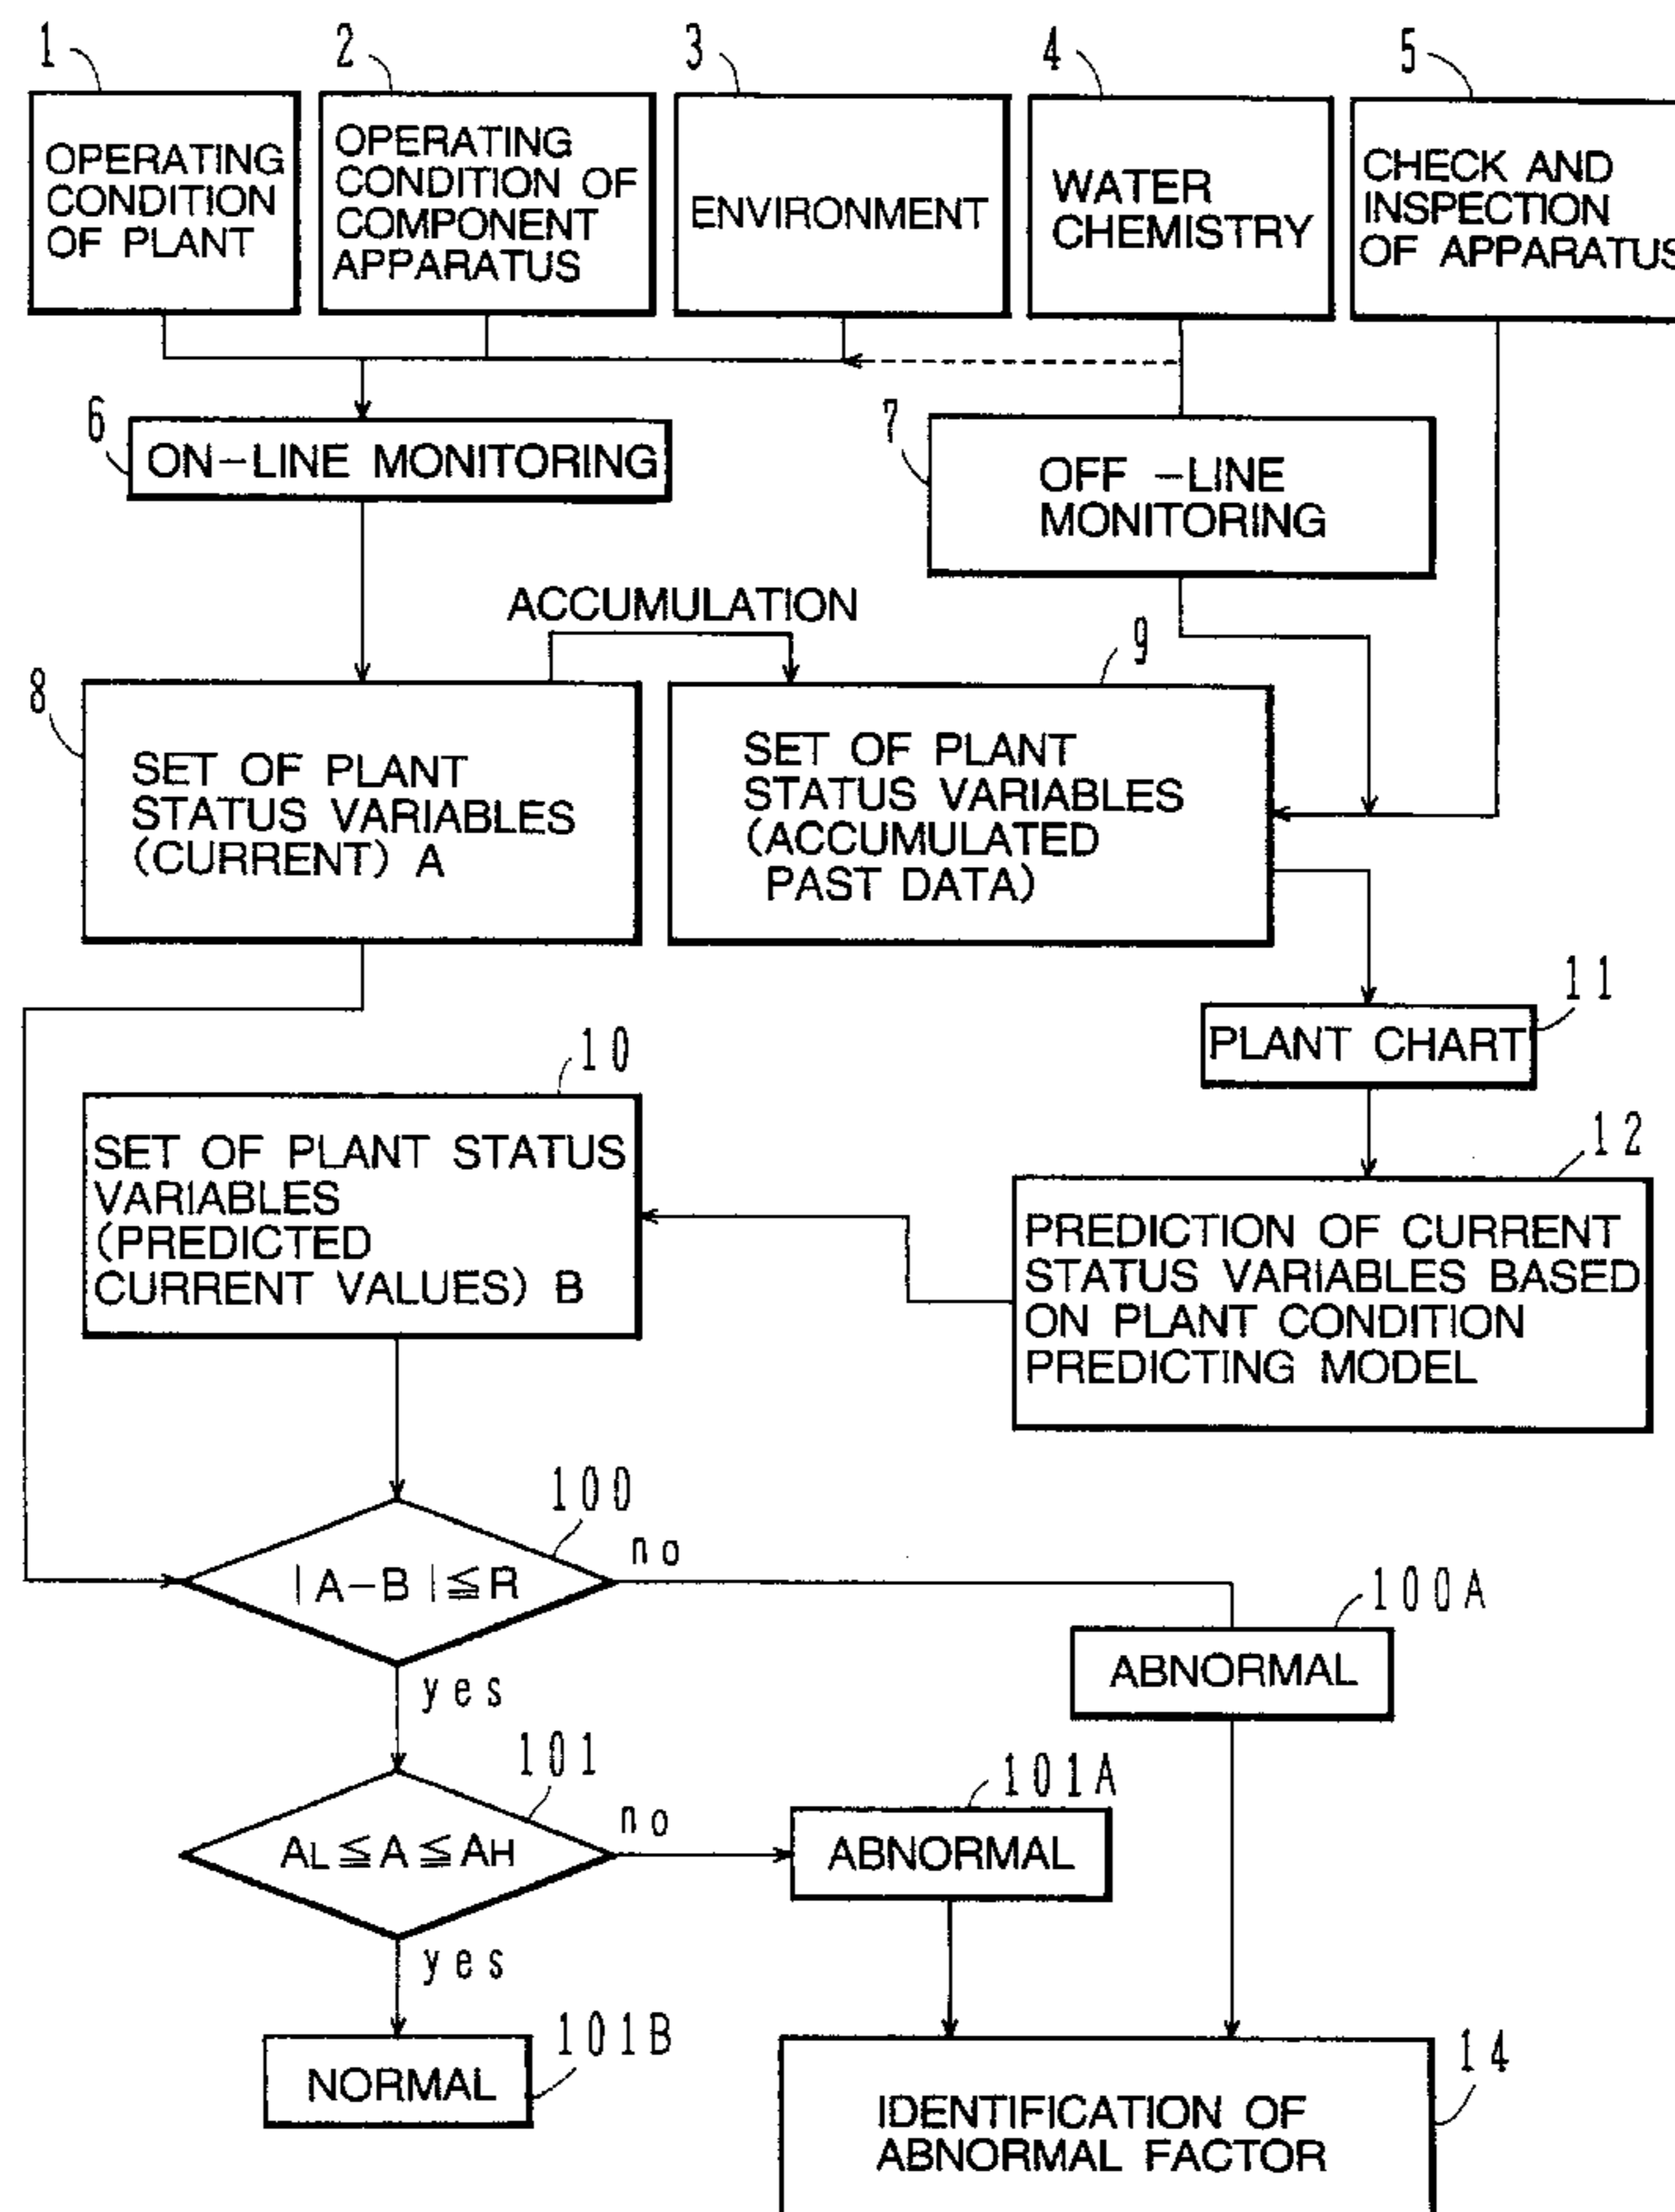 1
2
3
4
5
OPERATING
CONDITION
OF PLANT
OPERATING
CONDITION OF
COMPONENT
APPARATUS
ENVIRONMENT
WATER
CHEMISTRY
CHECK AND
INSPECTION
OF APPARATUS
6
ON-LINE MONITORING
7
OFF -LINE
MONITORING
ACCUMULATION
8
SET OF PLANT
STATUS VARIABLES
(CURRENT) A
9
SET OF PLANT
STATUS VARIABLES
(ACCUMULATED
PAST DATA)
11
PLANT CHART
10
SET OF PLANT STATUS
VARIABLES
(PREDICTED
CURRENT VALUES) B
12
PREDICTION OF CURRENT
STATUS VARIABLES BASED
ON PLANT CONDITION
PREDICTING MODEL
100
|A-B|≦R
no
yes
100A
ABNORMAL
101
AL≦A≦AH
no
yes
101A
ABNORMAL
101B
NORMAL
14
IDENTIFICATION OF
ABNORMAL FACTOR